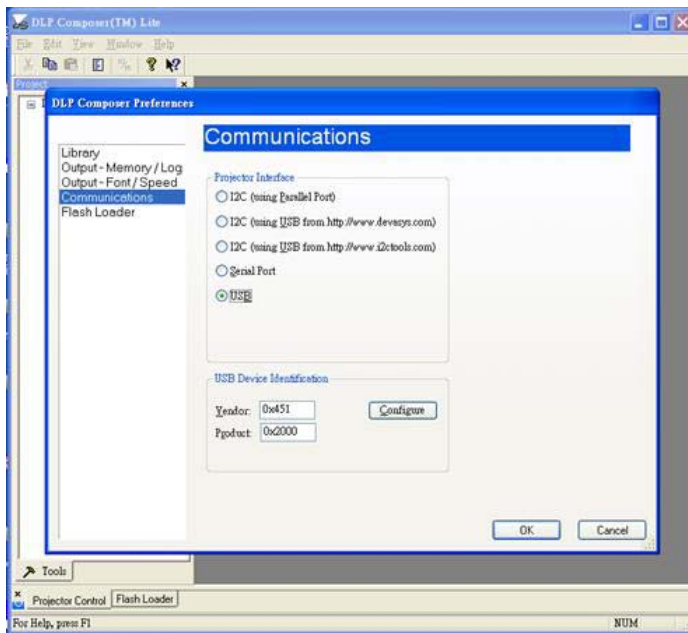 DLP Composer(TM) Lite
File Edit View Window Help
Project
DLP Composer Preferences
Library
Output - Memory / Log
Output - Font / Speed
Communications
Flash Loader
Communications
Projector Interface
I2C (using Parallel Port)
I2C (using USB from http://www.devasys.com)
I2C (using USB from http://www.i2ctools.com)
Serial Port
USB
USB Device Identification
Vendor: 0x451
Product: 0x2000
Configure
OK Cancel
Tools
Projector Control Flash Loader
For Help, press F1 NUM